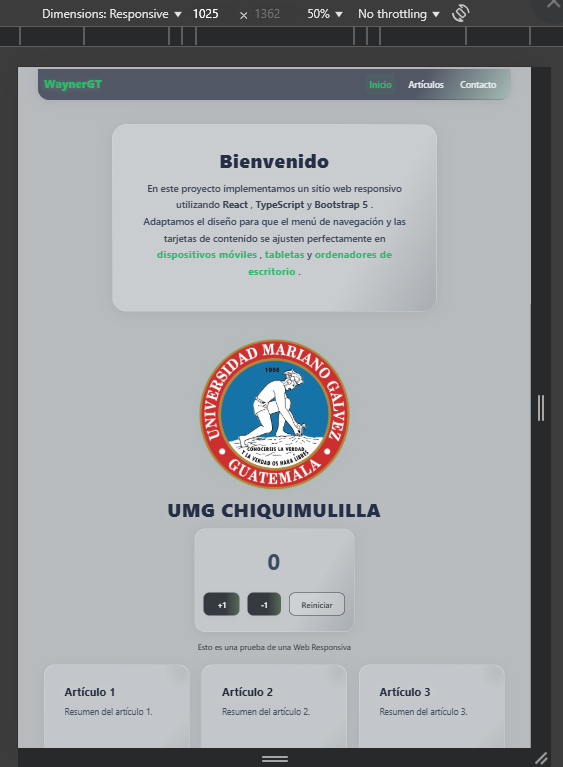 Dimensions: Responsive 1025 × 1362 50% No throttling
WaynerGT Inicio Artículos Contacto
Bienvenido
En este proyecto implementamos un sitio web responsivo
utilizando React , TypeScript y Bootstrap 5 .
Adaptamos el diseño para que el menú de navegación y las
tarjetas de contenido se ajusten perfectamente en
dispositivos móviles , tabletas y ordenadores de
escritorio .
UNIVERSIDAD MARIANO GALVEZ
1966
CONOCEREIS LA VERDAD
Y LA VERDAD OS HARA LIBRES
GUATEMALA
UMG CHIQUIMULILLA
0
+1 -1 Reiniciar
Esto es una prueba de una Web Responsiva
Artículo 1 Artículo 2 Artículo 3
Resumen del artículo 1. Resumen del artículo 2. Resumen del artículo 3.